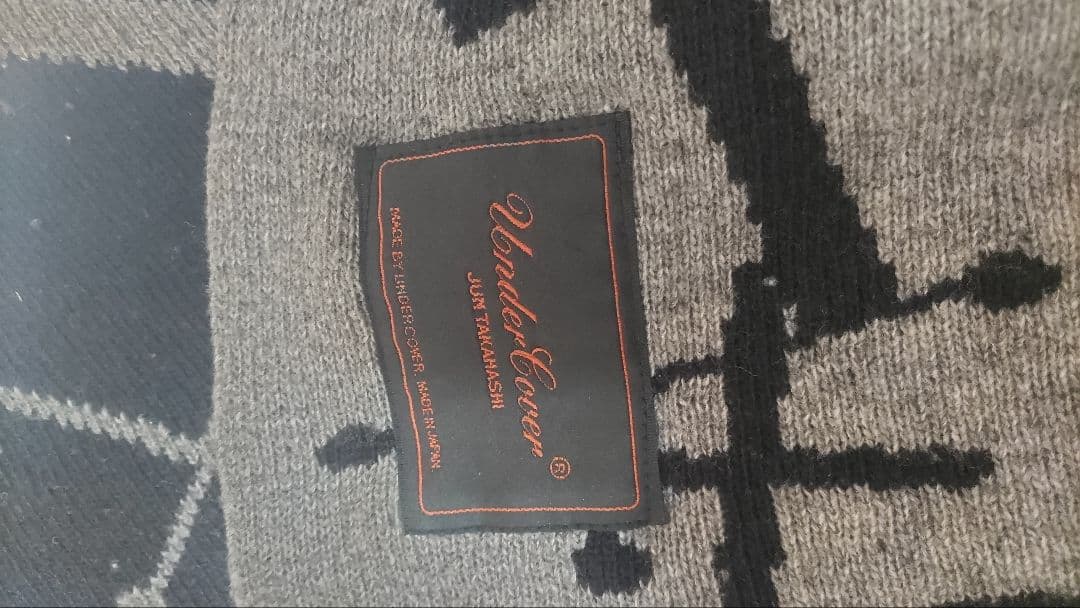 UnderCover®
JUN TAKAHASHI
MADE BY UNDERCOVER. MADE IN JAPAN.